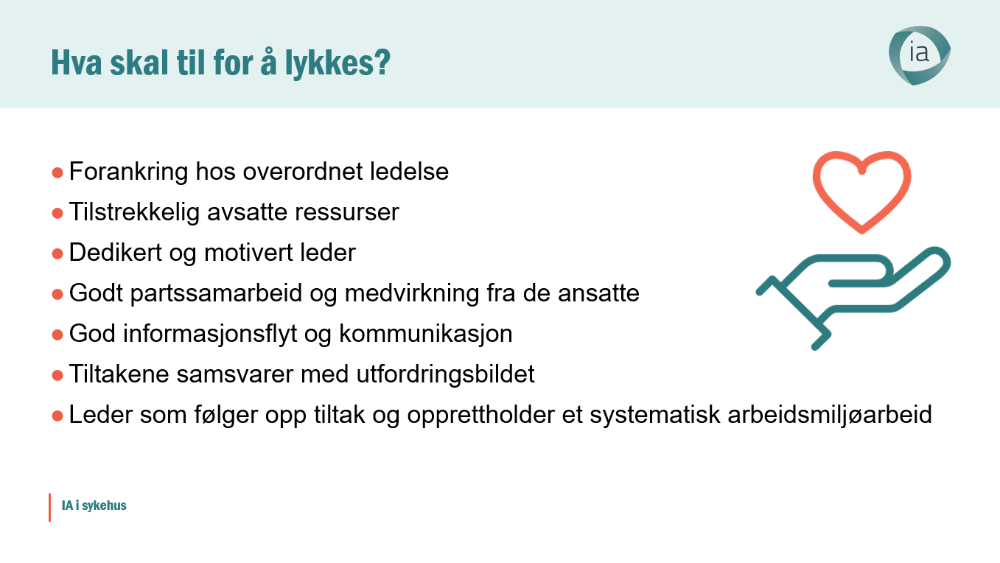 Hva skal til for å lykkes?
ia
● Forankring hos overordnet ledelse
● Tilstrekkelig avsatte ressurser
● Dedikert og motivert leder
● Godt partssamarbeid og medvirkning fra de ansatte
● God informasjonsflyt og kommunikasjon
● Tiltakene samsvarer med utfordringsbildet
● Leder som følger opp tiltak og opprettholder et systematisk arbeidsmiljøarbeid
IA i sykehus